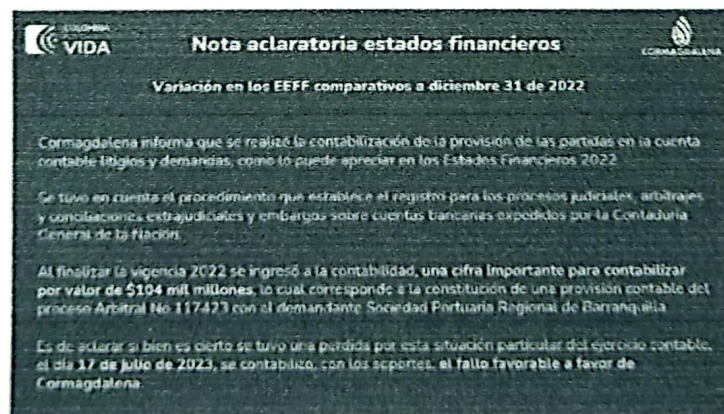 COLOMBIA
VIDA
Nota aclaratoria estados financieros
CORMAGDALENA
Variación en los EEFF comparativos a diciembre 31 de 2022
Cormagdalena informa que se realizó la contabilización de la provisión de las partidas en la cuenta
contable litigios y demandas, como lo puede apreciar en los Estados Financieros 2022
Se tuvo en cuenta el procedimiento que establece el registro para los procesos judiciales, arbitrajes
y conciliaciones extrajudiciales y embargos sobre cuentas bancarias expedidos por la Contaduría
General de la Nación.
Al finalizar la vigencia 2022 se ingresó a la contabilidad, una cifra importante para contabilizar
por valor de $104 mil millones, lo cual corresponde a la constitución de una provisión contable del
proceso Arbitral No 117423 con el demandante Sociedad Portuaria Regional de Barranquilla
Es de aclarar si bien es cierto se tuvo una perdida por esta situación particular del ejercicio contable,
el día 17 de julio de 2023, se contabilizo, con los soportes, el fallo favorable a favor de
Cormagdalena.